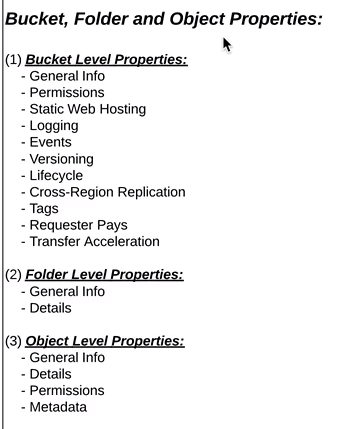 Bucket, Folder and Object Properties:
(1) Bucket Level Properties:
- General Info
- Permissions
- Static Web Hosting
- Logging
- Events
- Versioning
- Lifecycle
- Cross-Region Replication
- Tags
- Requester Pays
- Transfer Acceleration
(2) Folder Level Properties:
- General Info
- Details
(3) Object Level Properties:
- General Info
- Details
- Permissions
- Metadata